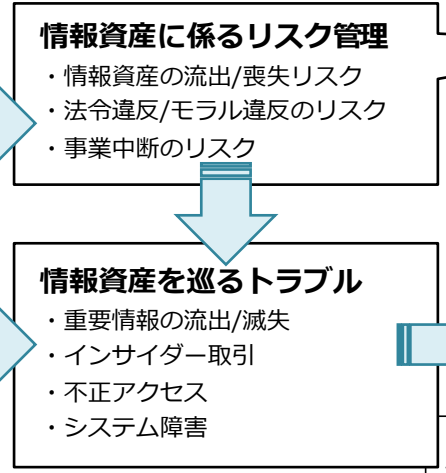 情報資産に係るリスク管理
・情報資産の流出/喪失リスク
・法令違反/モラル違反のリスク
・事業中断のリスク
情報資産を巡るトラブル
・重要情報の流出/滅失
・インサイダー取引
・不正アクセス
・システム障害